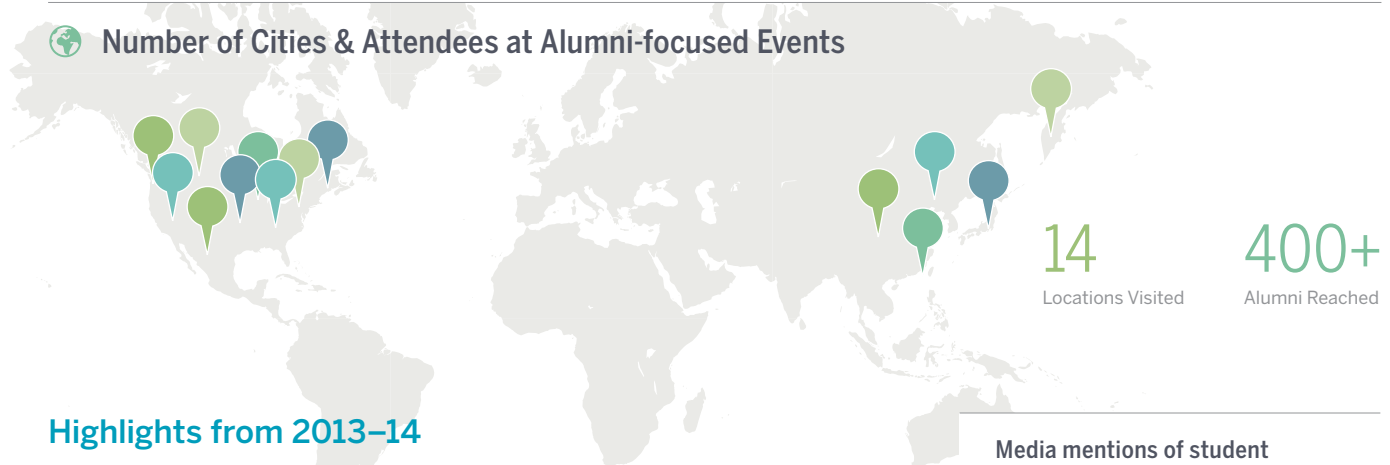 Number of Cities & Attendees at Alumni-focused Events
14
Locations Visited
400+
Alumni Reached
Highlights from 2013–14
Media mentions of student